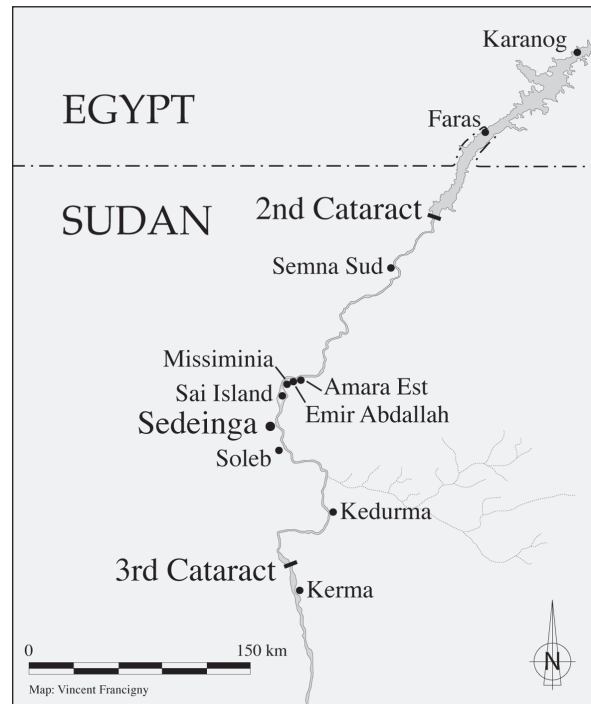 Karanog
EGYPT
Faras
2nd Cataract
SUDAN
Semna Sud
Missiminia
Amara Est
Sai Island
Emir Abdallah
Sedeinga
Soleb
Kedurma
3rd Cataract
Kerma
0 150 km
N
Map: Vincent Francigny